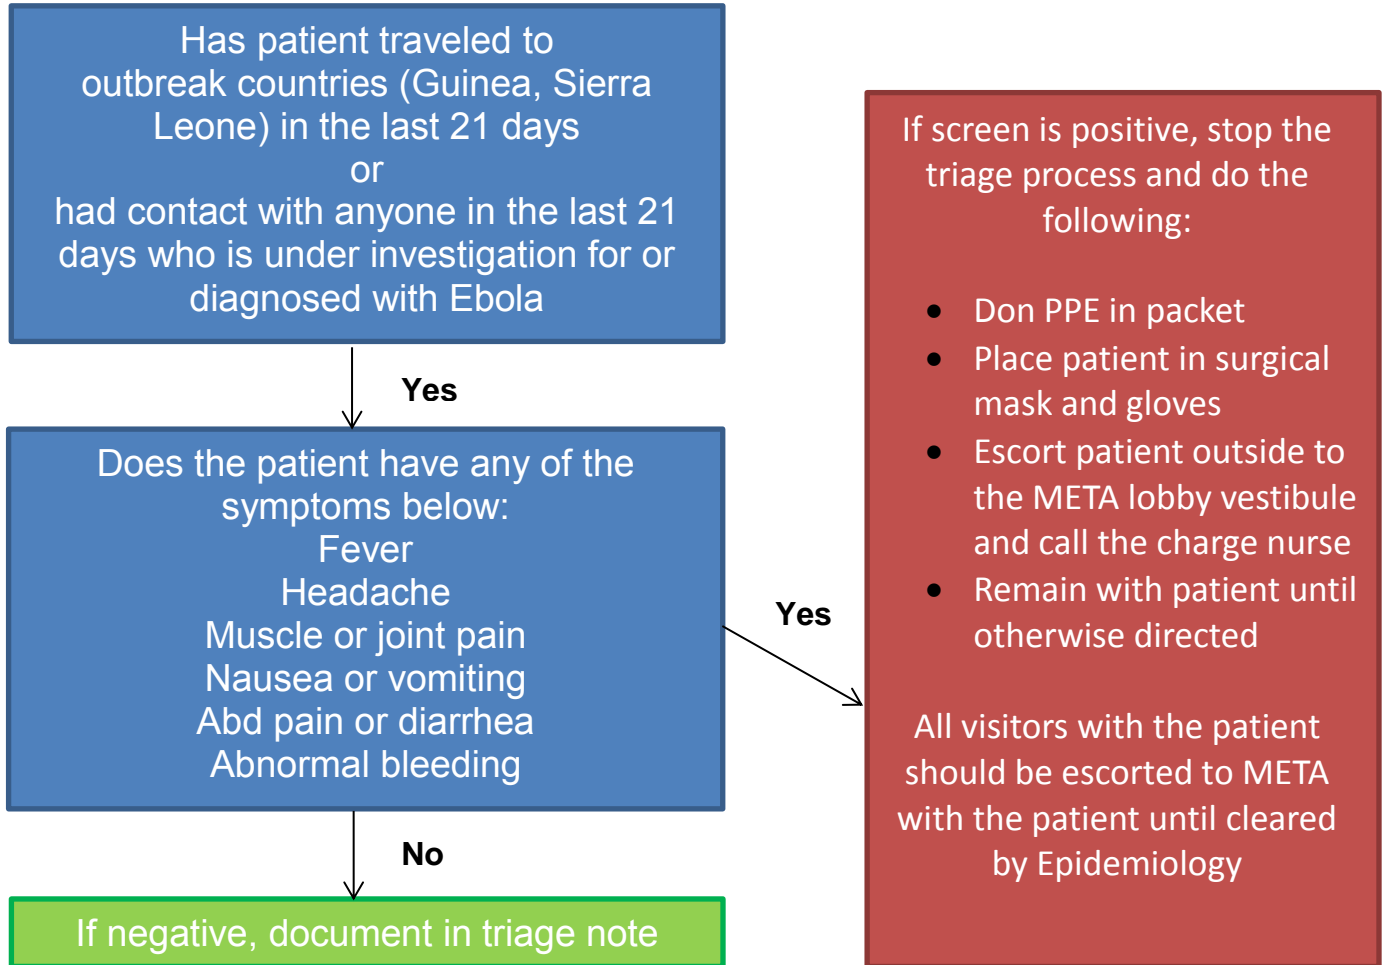 Has patient traveled to
outbreak countries (Guinea, Sierra
Leone) in the last 21 days
or
had contact with anyone in the last 21
days who is under investigation for or
diagnosed with Ebola
Yes
Does the patient have any of the
symptoms below:
Fever
Headache
Muscle or joint pain
Nausea or vomiting
Abd pain or diarrhea
Abnormal bleeding
No
If negative, document in triage note
Yes
If screen is positive, stop the
triage process and do the
following:
• Don PPE in packet
• Place patient in surgical
mask and gloves
• Escort patient outside to
the META lobby vestibule
and call the charge nurse
• Remain with patient until
otherwise directed
All visitors with the patient
should be escorted to META
with the patient until cleared
by Epidemiology